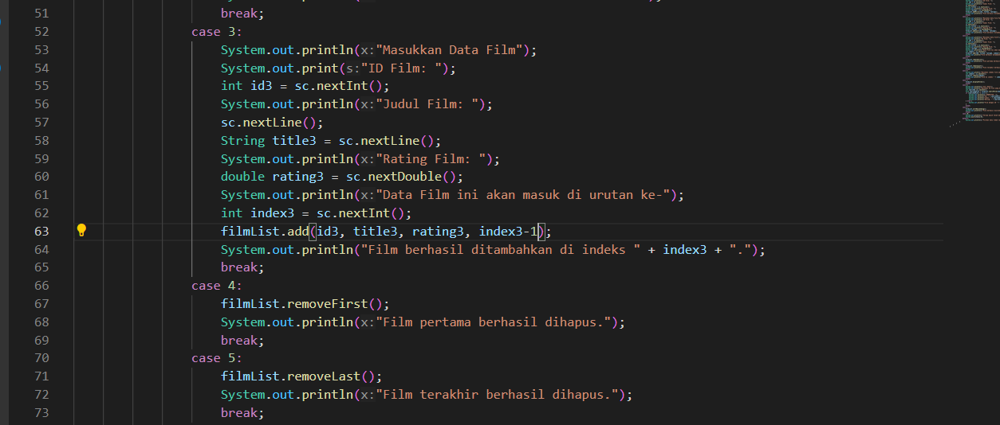 51 break;
52 case 3:
53 System.out.println(x:"Masukkan Data Film");
54 System.out.print(s:"ID Film: ");
55 int id3 = sc.nextInt();
56 System.out.println(x:"Judul Film: ");
57 sc.nextLine();
58 String title3 = sc.nextLine();
59 System.out.println(x:"Rating Film: ");
60 double rating3 = sc.nextDouble();
61 System.out.println(x:"Data Film ini akan masuk di urutan ke-");
62 int index3 = sc.nextInt();
63 filmList.add(id3, title3, rating3, index3-1);
64 System.out.println("Film berhasil ditambahkan di indeks " + index3 + ".");
65 break;
66 case 4:
67 filmList.removeFirst();
68 System.out.println(x:"Film pertama berhasil dihapus.");
69 break;
70 case 5:
71 filmList.removeLast();
72 System.out.println(x:"Film terakhir berhasil dihapus.");
73 break;